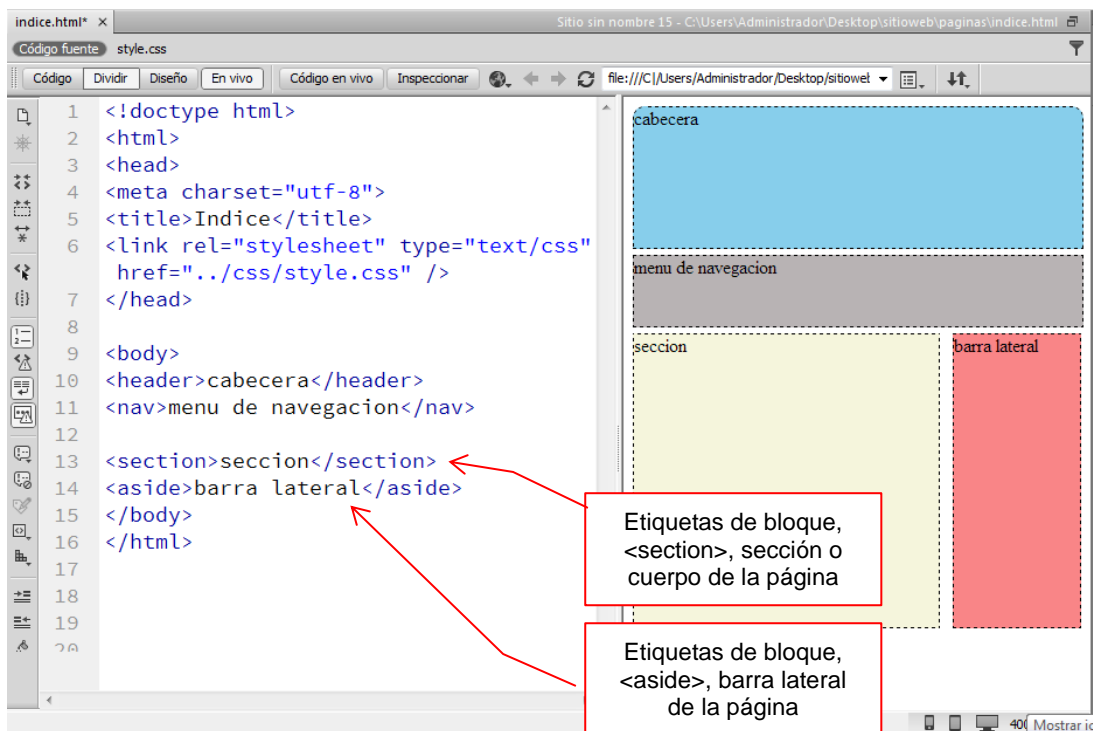 indice.html* ×
Sitio sin nombre 15 - C:\Users\Administrador\Desktop\sitioweb\paginas\indice.html
Código fuente style.css
Código Dividir Diseño En vivo Código en vivo Inspeccionar file:///C|/Users/Administrador/Desktop/sitiowel
1 <!doctype html>
2 <html>
3 <head>
4 <meta charset="utf-8">
5 <title>Indice</title>
6 <link rel="stylesheet" type="text/css"
href="../css/style.css" />
7 </head>
8
9 <body>
10 <header>cabecera</header>
11 <nav>menu de navegacion</nav>
12
13 <section>seccion</section>
14 <aside>barra lateral</aside>
15 </body>
16 </html>
17
18
19
20
cabecera
menu de navegacion
seccion
barra lateral
Etiquetas de bloque,
<section>, sección o
cuerpo de la página
Etiquetas de bloque,
<aside>, barra lateral
de la página
400
Mostrar